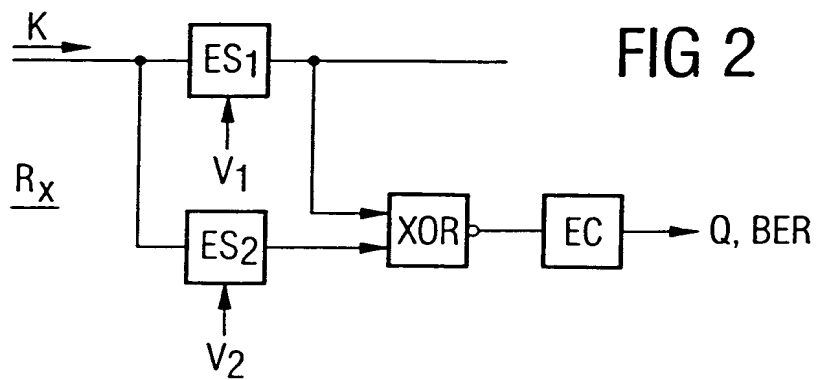 K
ES1
FIG 2
V1
Rx
ES2
XOR
EC
Q, BER
V2